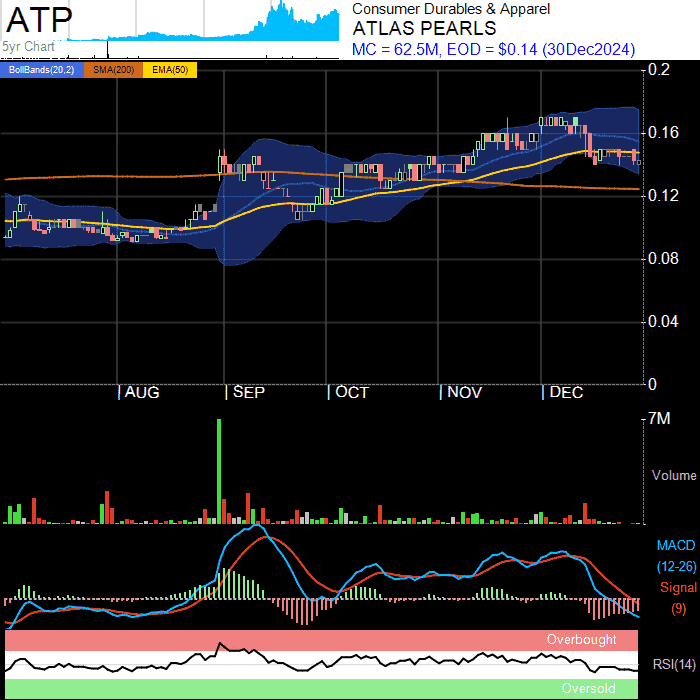 ATP
5yr Chart
Consumer Durables & Apparel
ATLAS PEARLS
MC = 62.5M, EOD = $0.14 (30Dec2024)
BollBands(20,2) SMA(200) EMA(50)
0.2
0.16
0.12
0.08
0.04
0
AUG SEP OCT NOV DEC
7M
Volume
MACD
(12-26)
Signal
(9)
Overbought
RSI(14)
Oversold